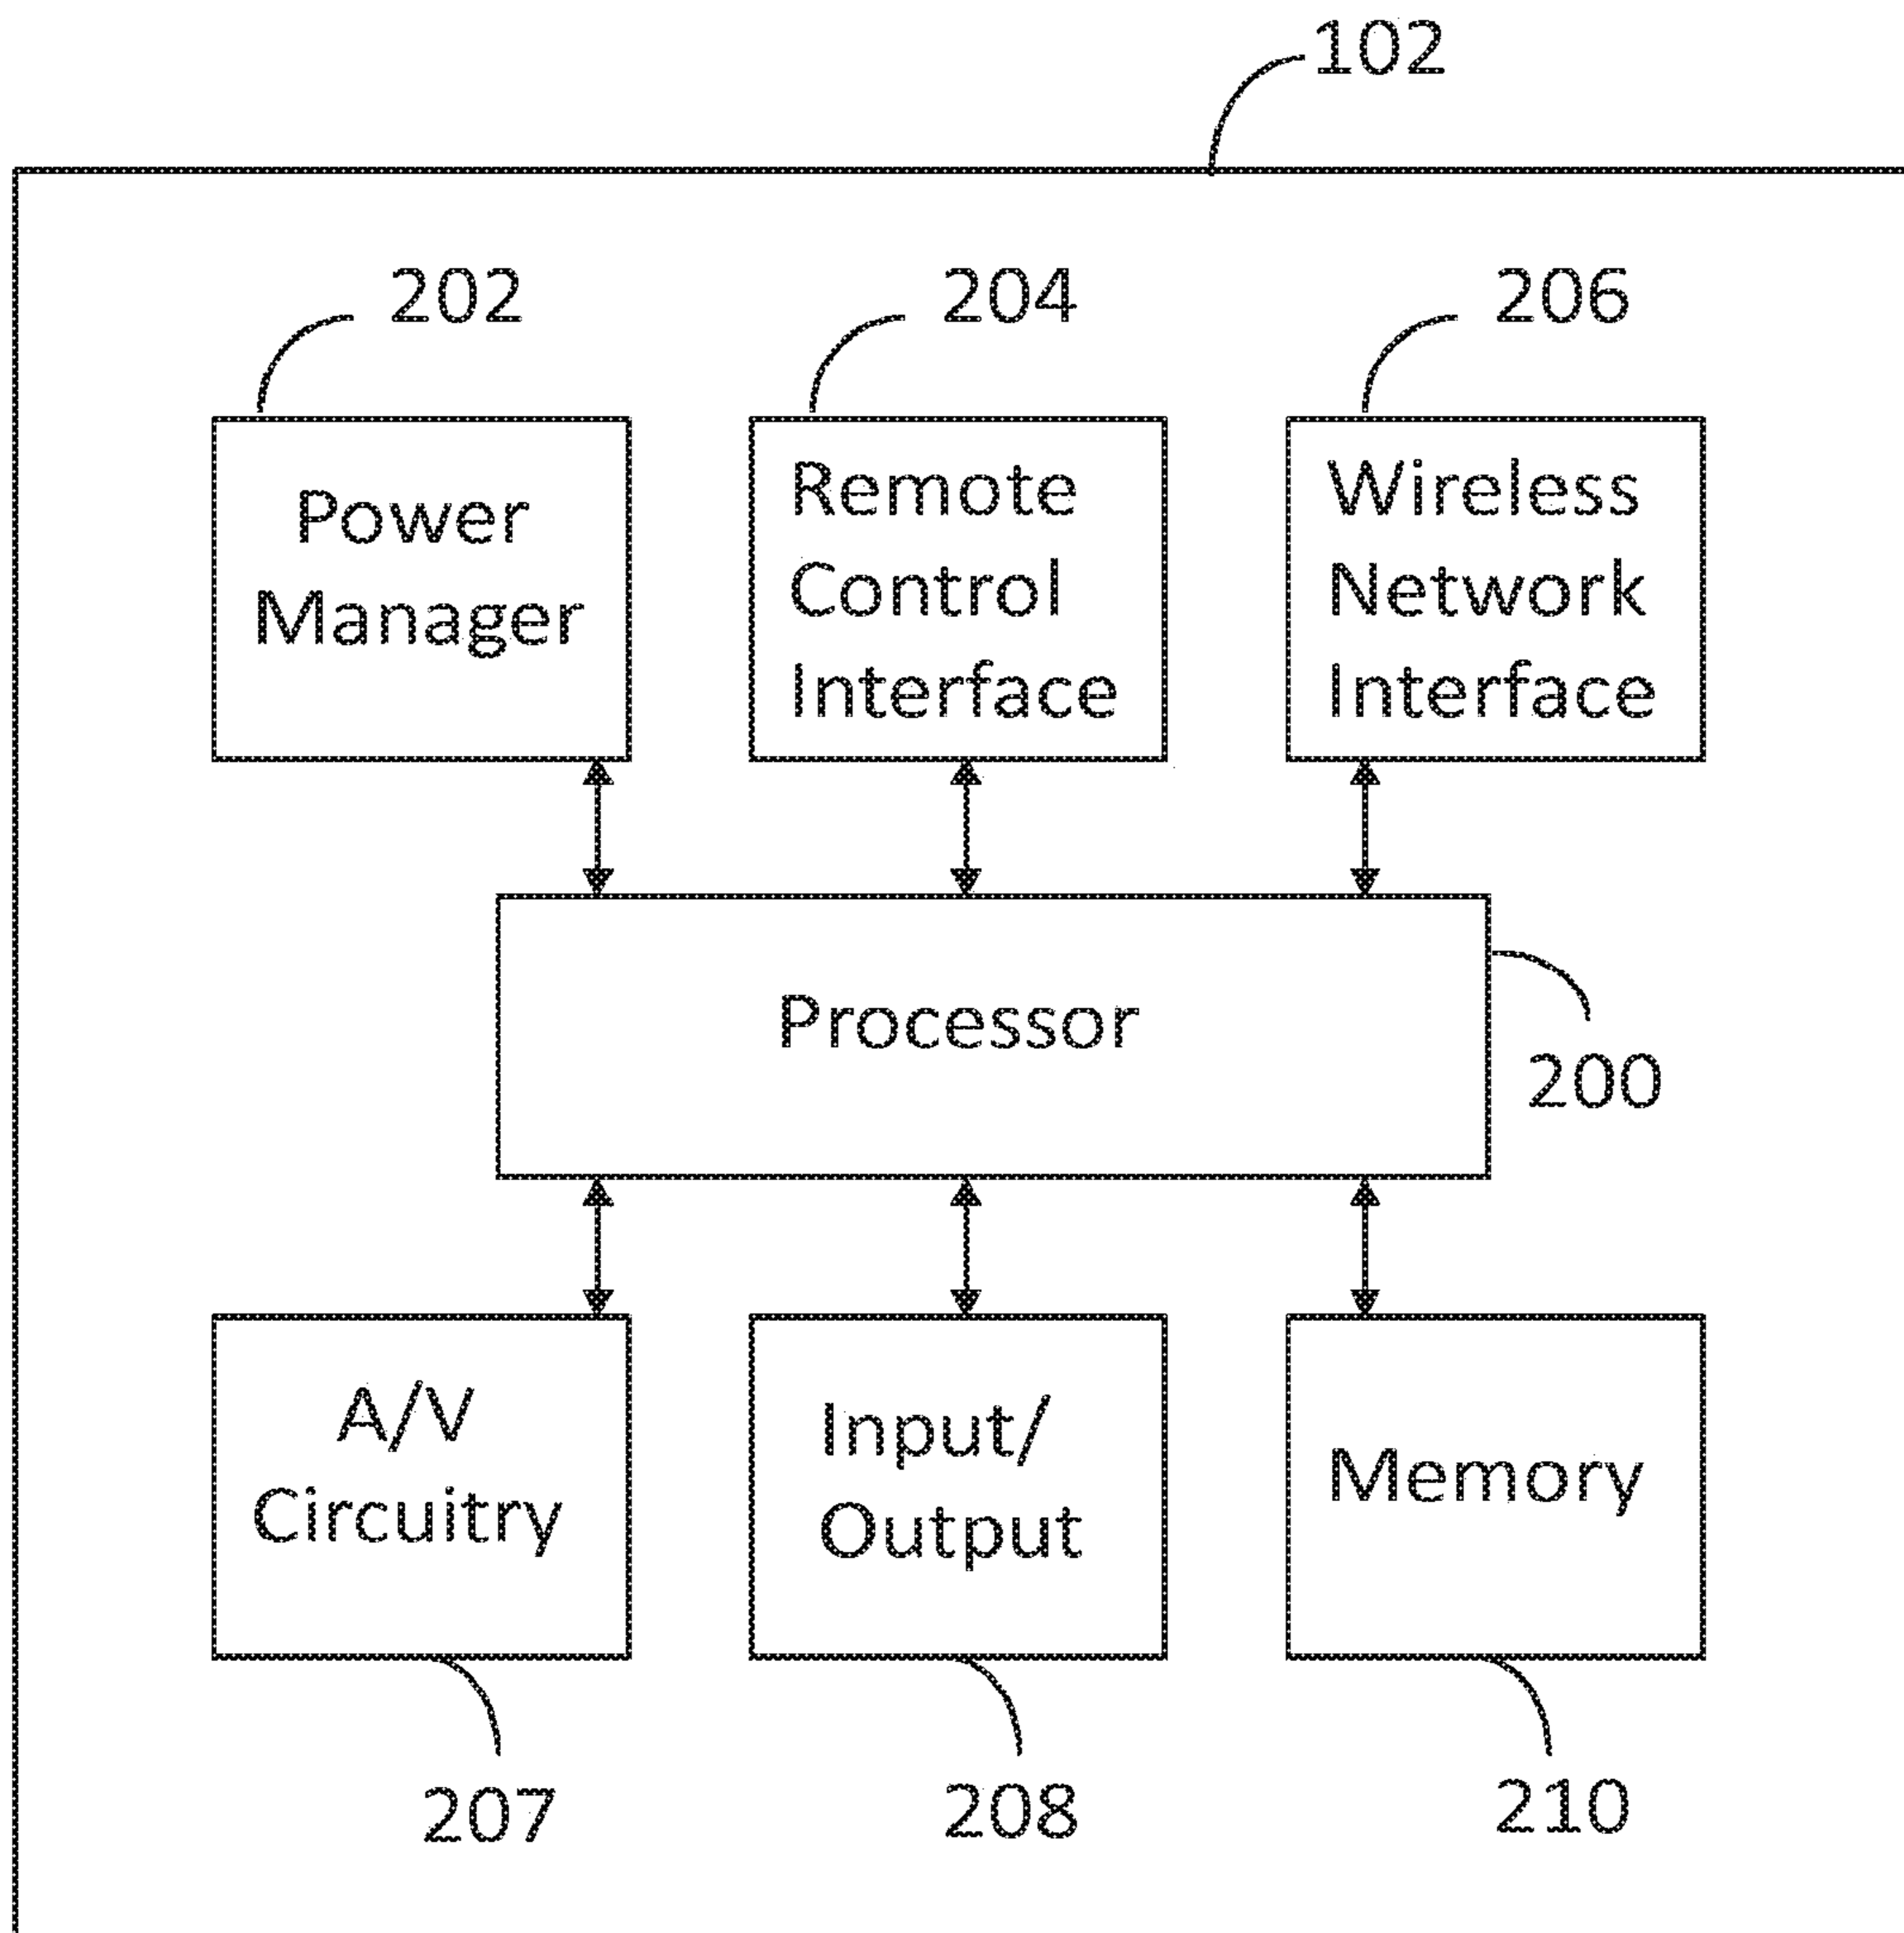 102
202
204
206
Power
Manager
Remote
Control
Interface
Wireless
Network
Interface
Processor
200
A/V
Circuitry
Input/
Output
Memory
207
208
210